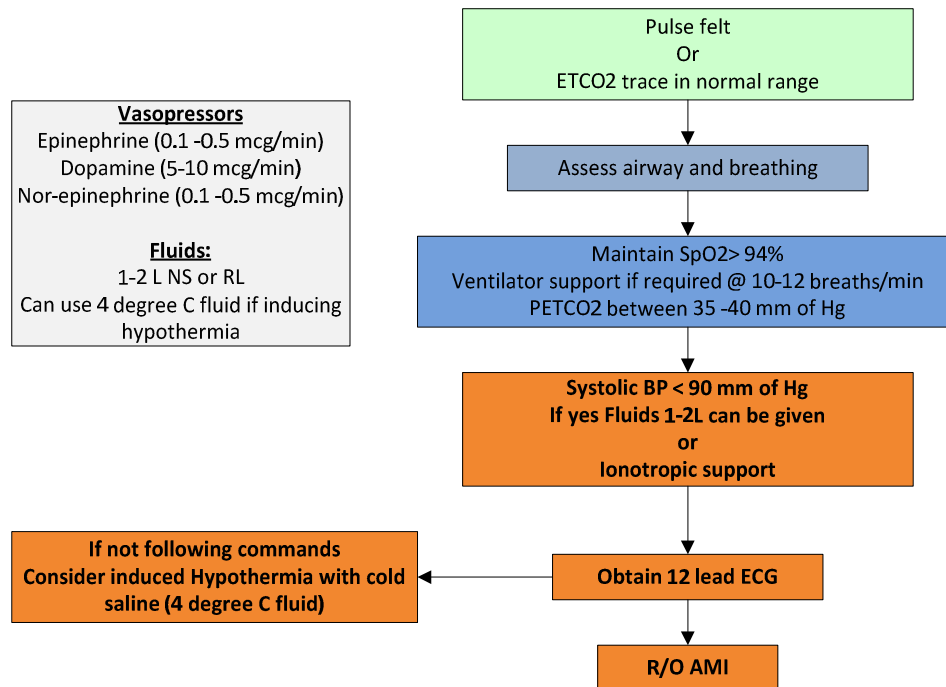 Pulse felt
Or
ETCO2 trace in normal range
Vasopressors
Epinephrine (0.1 -0.5 mcg/min)
Dopamine (5-10 mcg/min)
Nor-epinephrine (0.1 -0.5 mcg/min)
Fluids:
1-2 L NS or RL
Can use 4 degree C fluid if inducing
hypothermia
Assess airway and breathing
Maintain SpO2> 94%
Ventilator support if required @ 10-12 breaths/min
PETCO2 between 35 -40 mm of Hg
Systolic BP < 90 mm of Hg
If yes Fluids 1-2L can be given
or
Ionotropic support
If not following commands
Consider induced Hypothermia with cold
saline (4 degree C fluid)
Obtain 12 lead ECG
R/O AMI